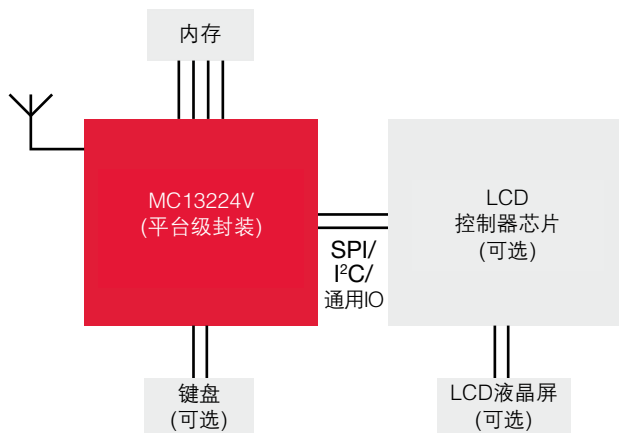 内存
MC13224V
(平台级封装)
SPI/
I²C/
通用IO
LCD
控制器芯片
(可选)
键盘
(可选)
LCD液晶屏
(可选)